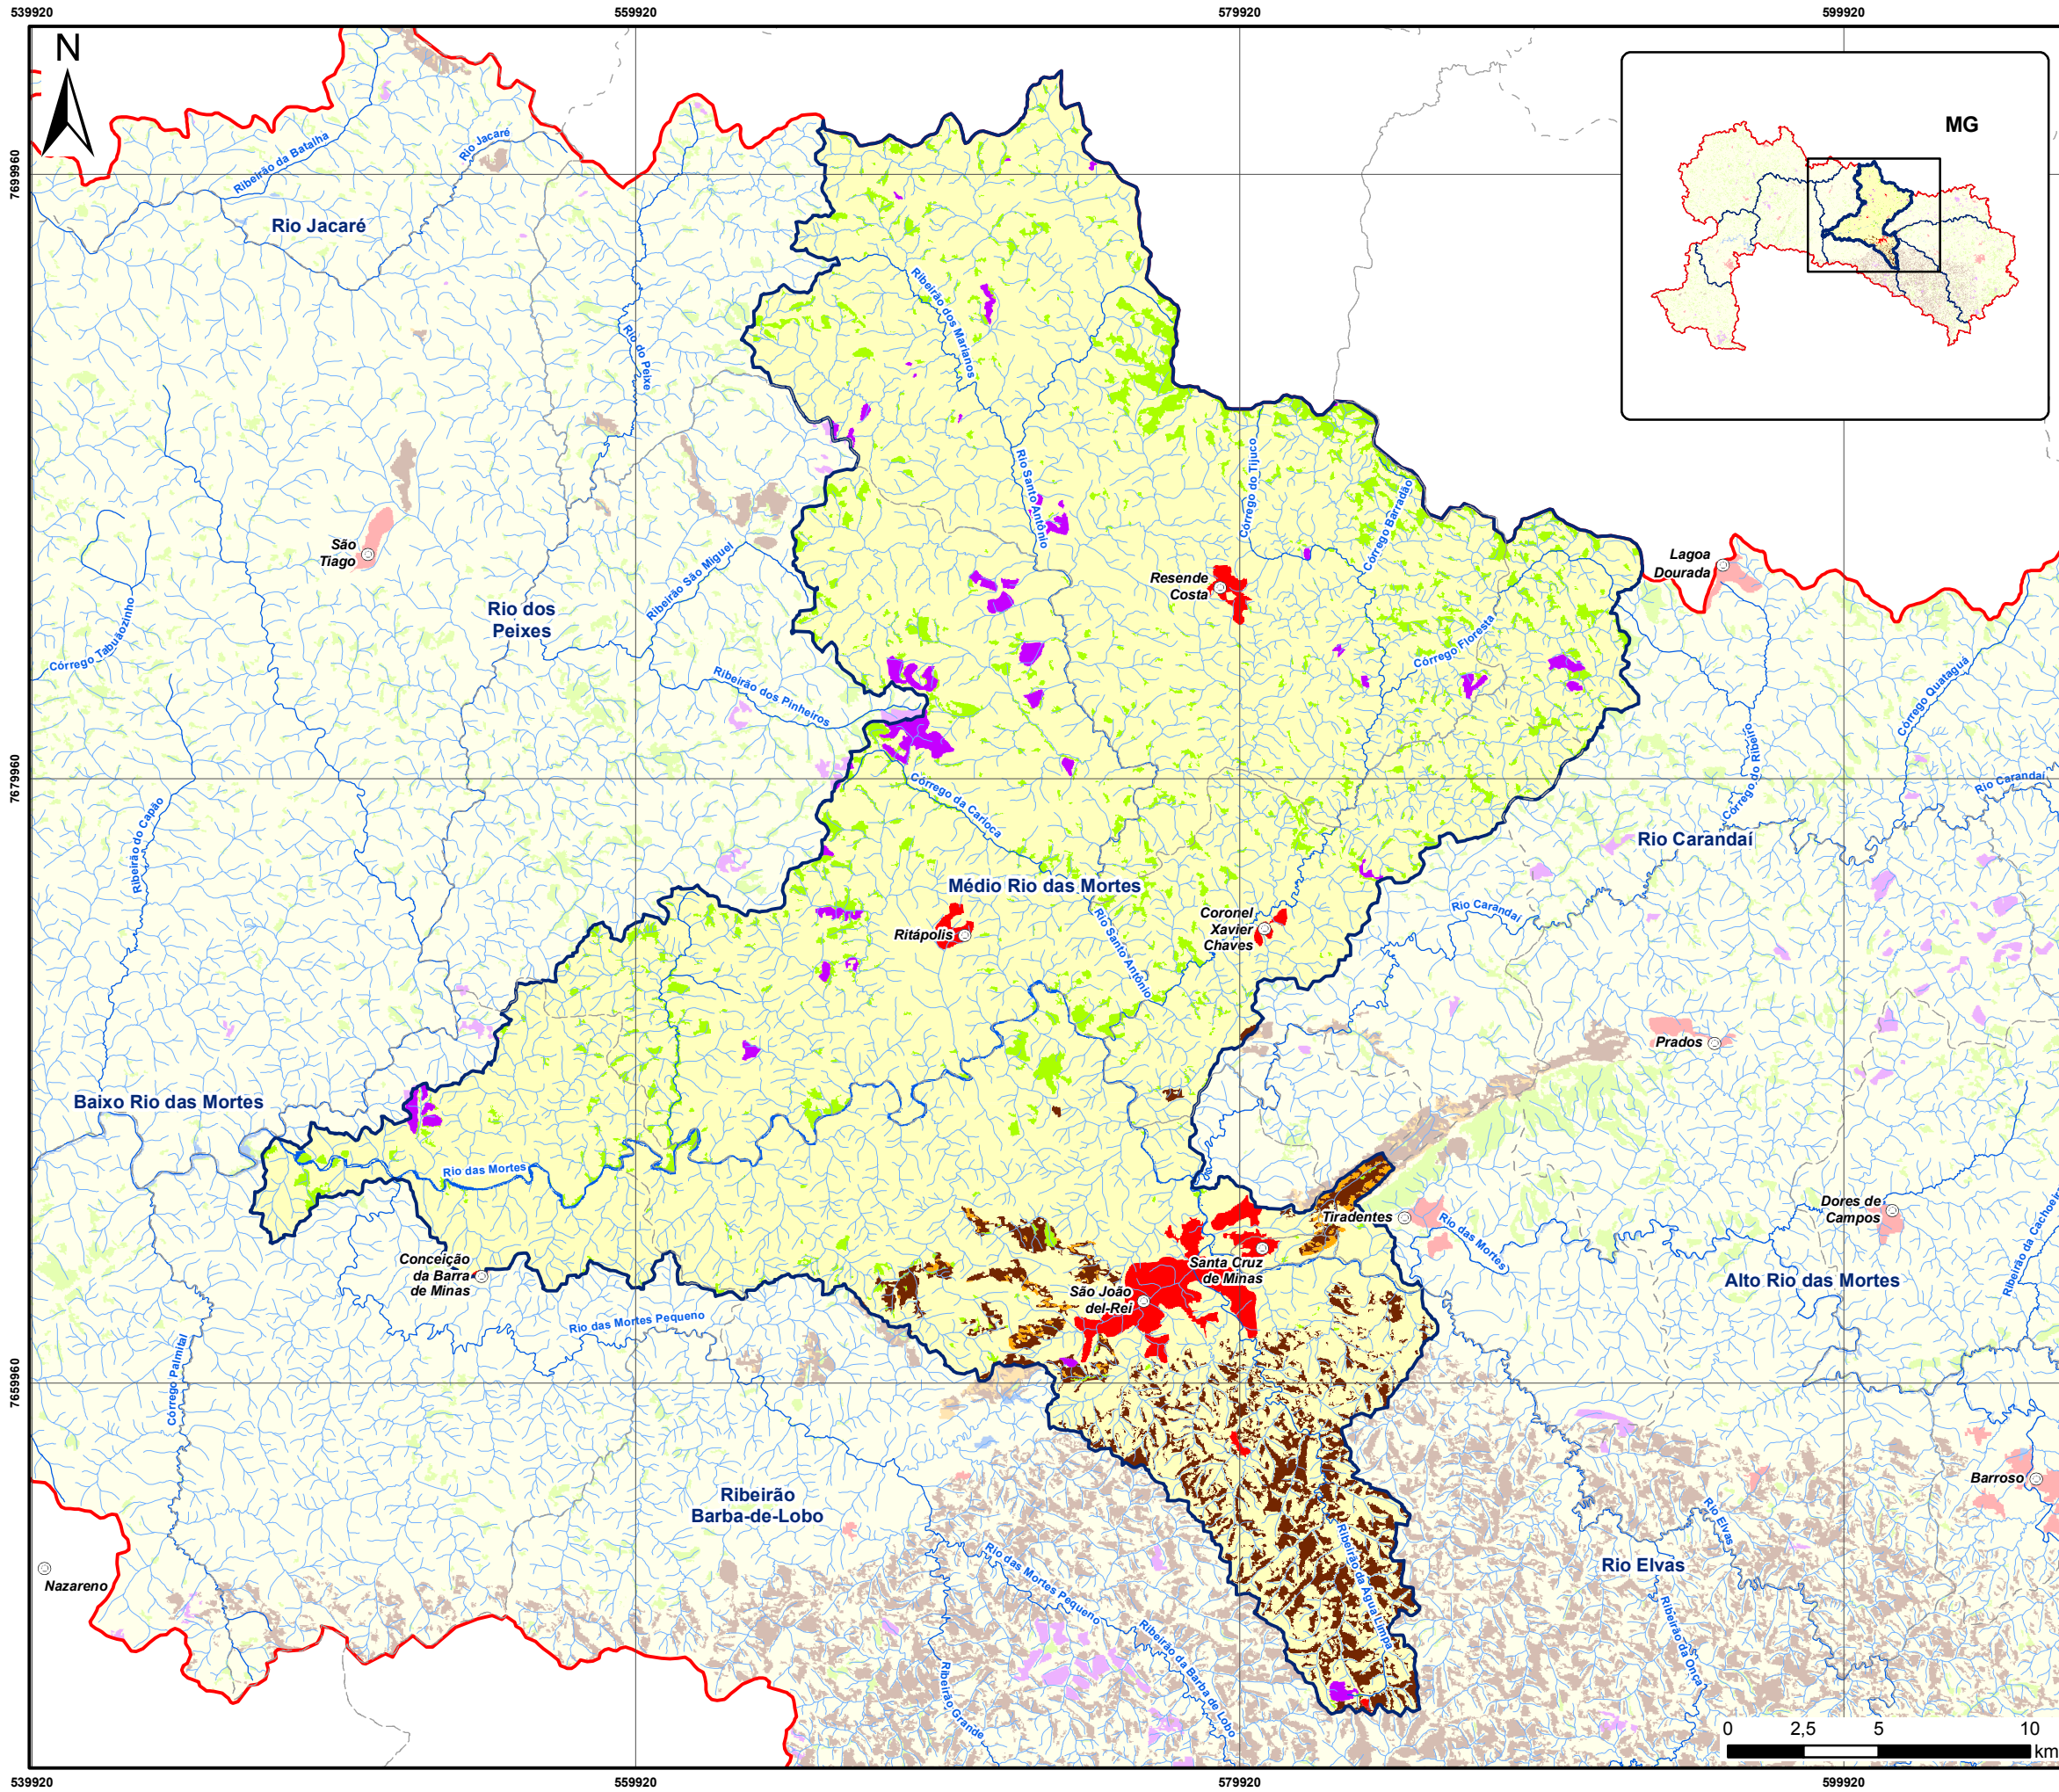 539920
559920
579920
599920
N
MG
7699960
Ribeirão da Batalha
Rio Jacaré
Rio Jacaré
Ribeirão dos Marianos
Rio do Peixe
Rio Santo Antônio
Córrego do Tijuco
Córrego Barradão
São
Tiago
Ribeirão São Miguel
Resende
Costa
Lagoa
Dourada
Rio dos
Peixes
Córrego Tabuãozinho
Córrego Floresta
Ribeirão dos Pinheiros
Córrego Quataguá
Córrego do Ribeiro
7679960
Rio Carandaí
Córrego da Carioca
Ribeirão do Capão
Rio Carandaí
Médio Rio das Mortes
Rio Carandaí
Ritápolis
Coronel
Xavier
Chaves
Rio Santo Antônio
Prados
Baixo Rio das Mortes
Rio das Mortes
Tiradentes
Rio das Mortes
Dores de
Campos
Ribeirão da Cachoeir
Conceição
da Barra
de Minas
Santa Cruz
de Minas
São João
del-Rei
Alto Rio das Mortes
Rio das Mortes Pequeno
Córrego Palmital
7659960
Barroso
Ribeirão
Barba-de-Lobo
Rio Elvas
Rio Elvas
Ribeirão da Água Limpa
Rio das Mortes Pequeno
Nazareno
Ribeirão da Onça
Ribeirão da Barba de Lobo
Ribeirão Grande
0
2,5
5
10
km
539920
559920
579920
599920